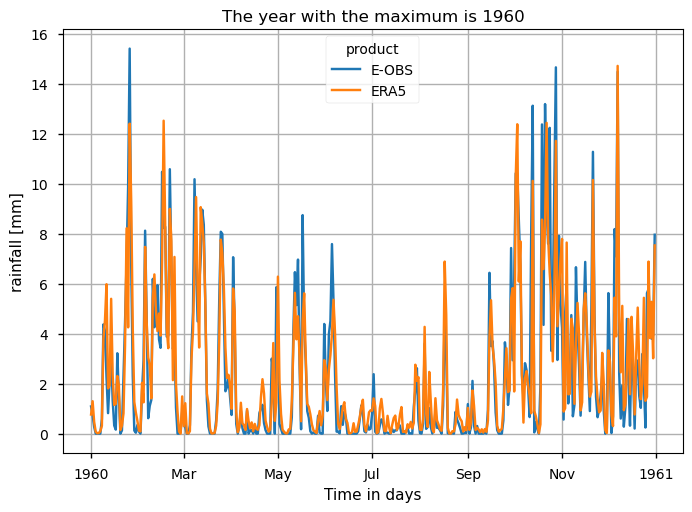 The year with the maximum is 1960
product
E-OBS
ERA5
rainfall [mm]
16
14
12
10
8
6
4
2
0
1960
Mar
May
Jul
Sep
Nov
1961
Time in days